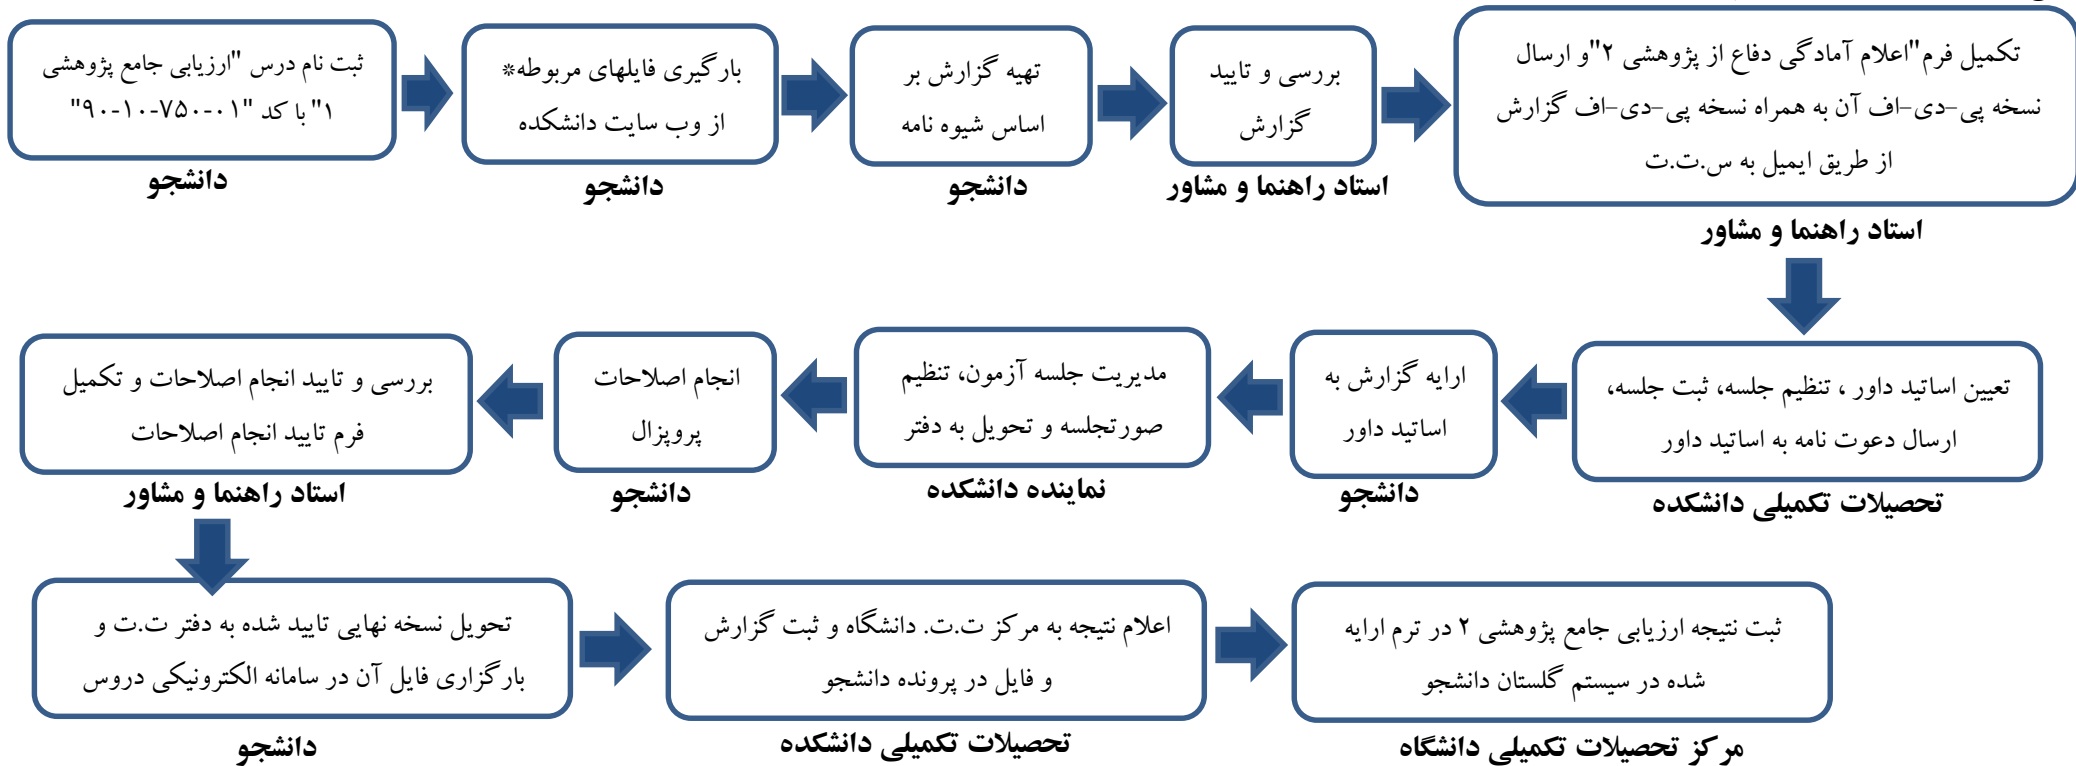 ثبت نام درس "ارزیابی جامع پژوهشی
۱" با کد "۰۱-۷۵۰-۱۰-۹۰"
دانشجو
بارگیری فایلهای مربوطه*
از وب سایت دانشکده
دانشجو
تهیه گزارش بر
اساس شیوه نامه
دانشجو
بررسی و تایید
گزارش
استاد راهنما و مشاور
تکمیل فرم"اعلام آمادگی دفاع از پژوهشی ۲"و ارسال
نسخه پی-دی-اف آن به همراه نسخه پی-دی-اف گزارش
از طریق ایمیل به س.ت.ت
استاد راهنما و مشاور
تعیین اساتید داور ، تنظیم جلسه، ثبت جلسه،
ارسال دعوت نامه به اساتید داور
تحصیلات تکمیلی دانشکده
ارایه گزارش به
اساتید داور
دانشجو
مدیریت جلسه آزمون، تنظیم
صورتجلسه و تحویل به دفتر
نماینده دانشکده
انجام اصلاحات
پروپزال
دانشجو
بررسی و تایید انجام اصلاحات و تکمیل
فرم تایید انجام اصلاحات
استاد راهنما و مشاور
تحویل نسخه نهایی تایید شده به دفتر ت.ت و
بارگزاری فایل آن در سامانه الکترونیکی دروس
دانشجو
اعلام نتیجه به مرکز ت.ت. دانشگاه و ثبت گزارش
و فایل در پرونده دانشجو
تحصیلات تکمیلی دانشکده
ثبت نتیجه ارزیابی جامع پژوهشی ۲ در ترم ارایه
شده در سیستم گلستان دانشجو
مرکز تحصیلات تکمیلی دانشگاه